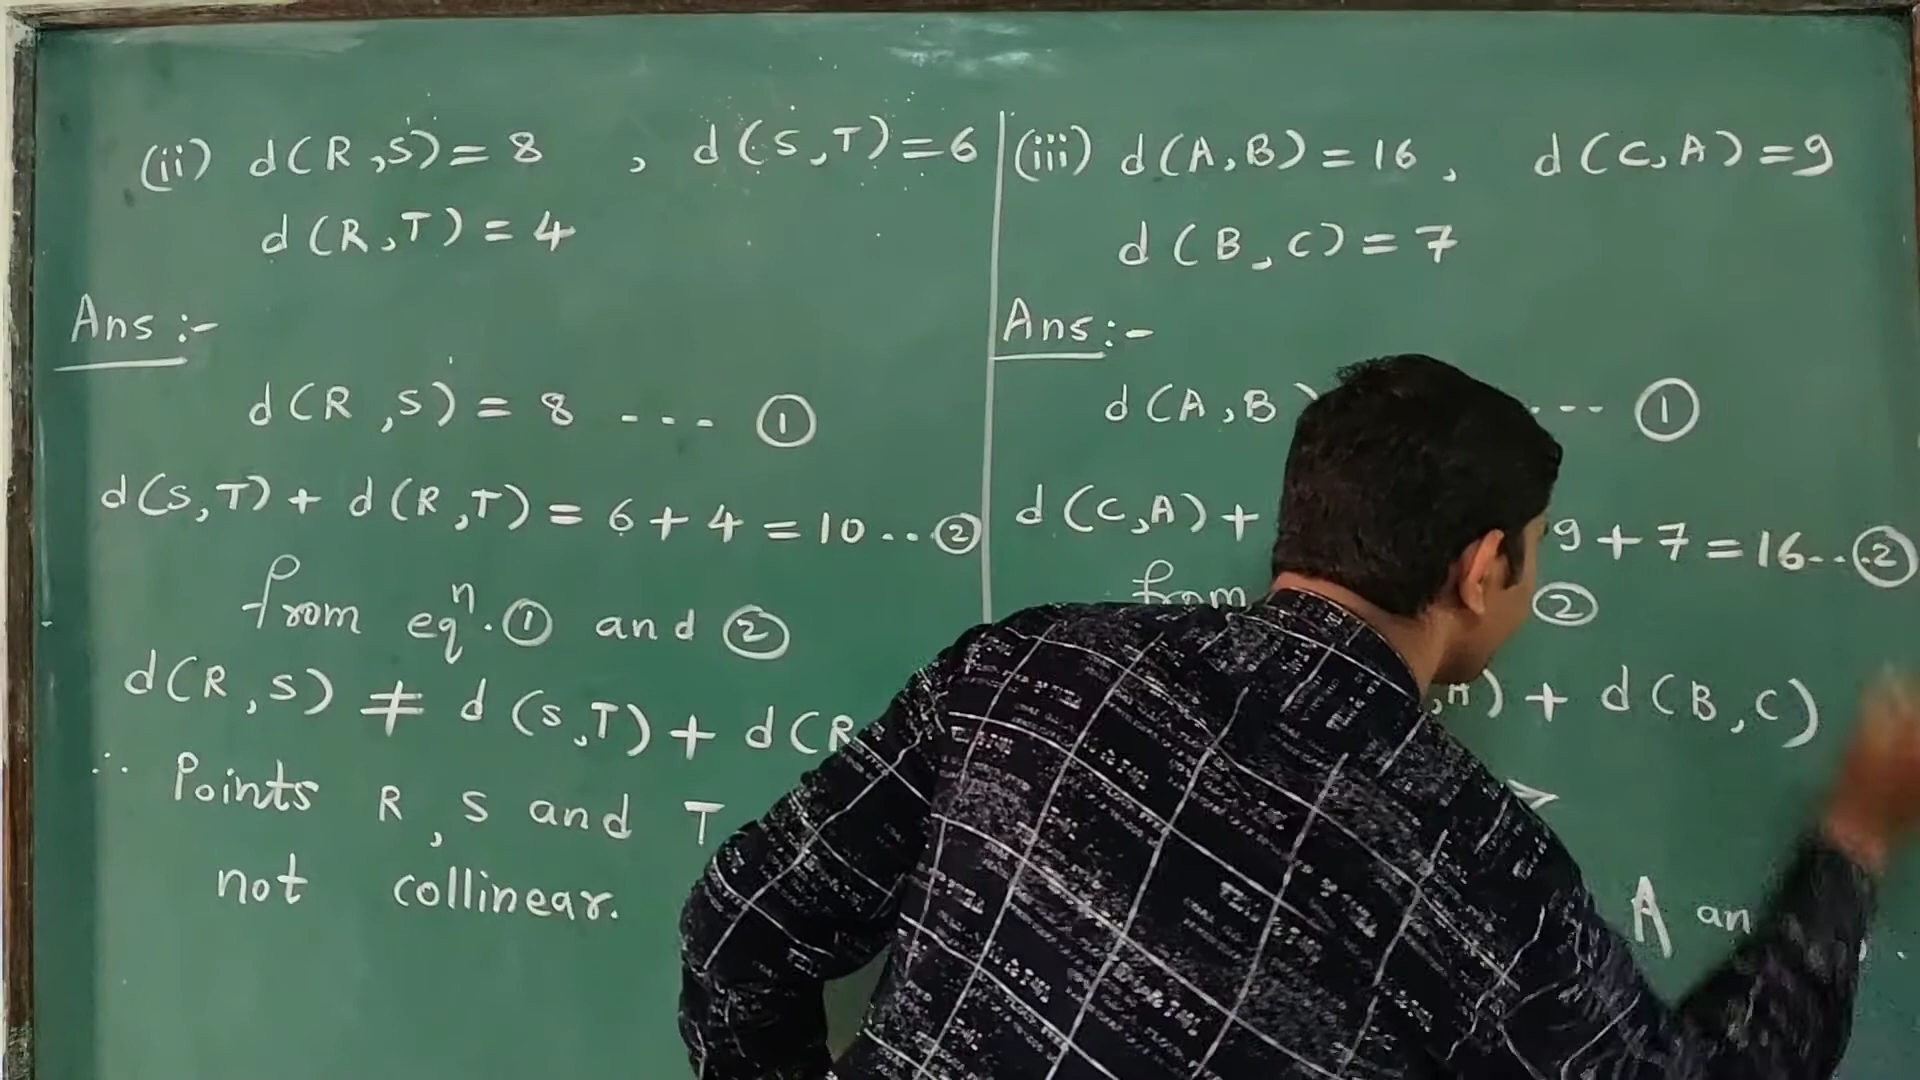 (ii) d(R,S)=8 , d(S,T)=6
d(R,T)=4
Ans :-
d(R,S)=8 --- ①
d(S,T)+ d(R,T)=6+4=10...②
from eqⁿ.① and ②
d(R,S) ≠ d(S,T)+ d(R
∴ Points R,S and T
not collinear.
(iii) d(A,B)=16, d(C,A)=9
d(B,C)=7
Ans:-
d(A,B --- ①
d(C,A)+ 9+7=16...②
from ②
,A)+ d(B,C)
A an